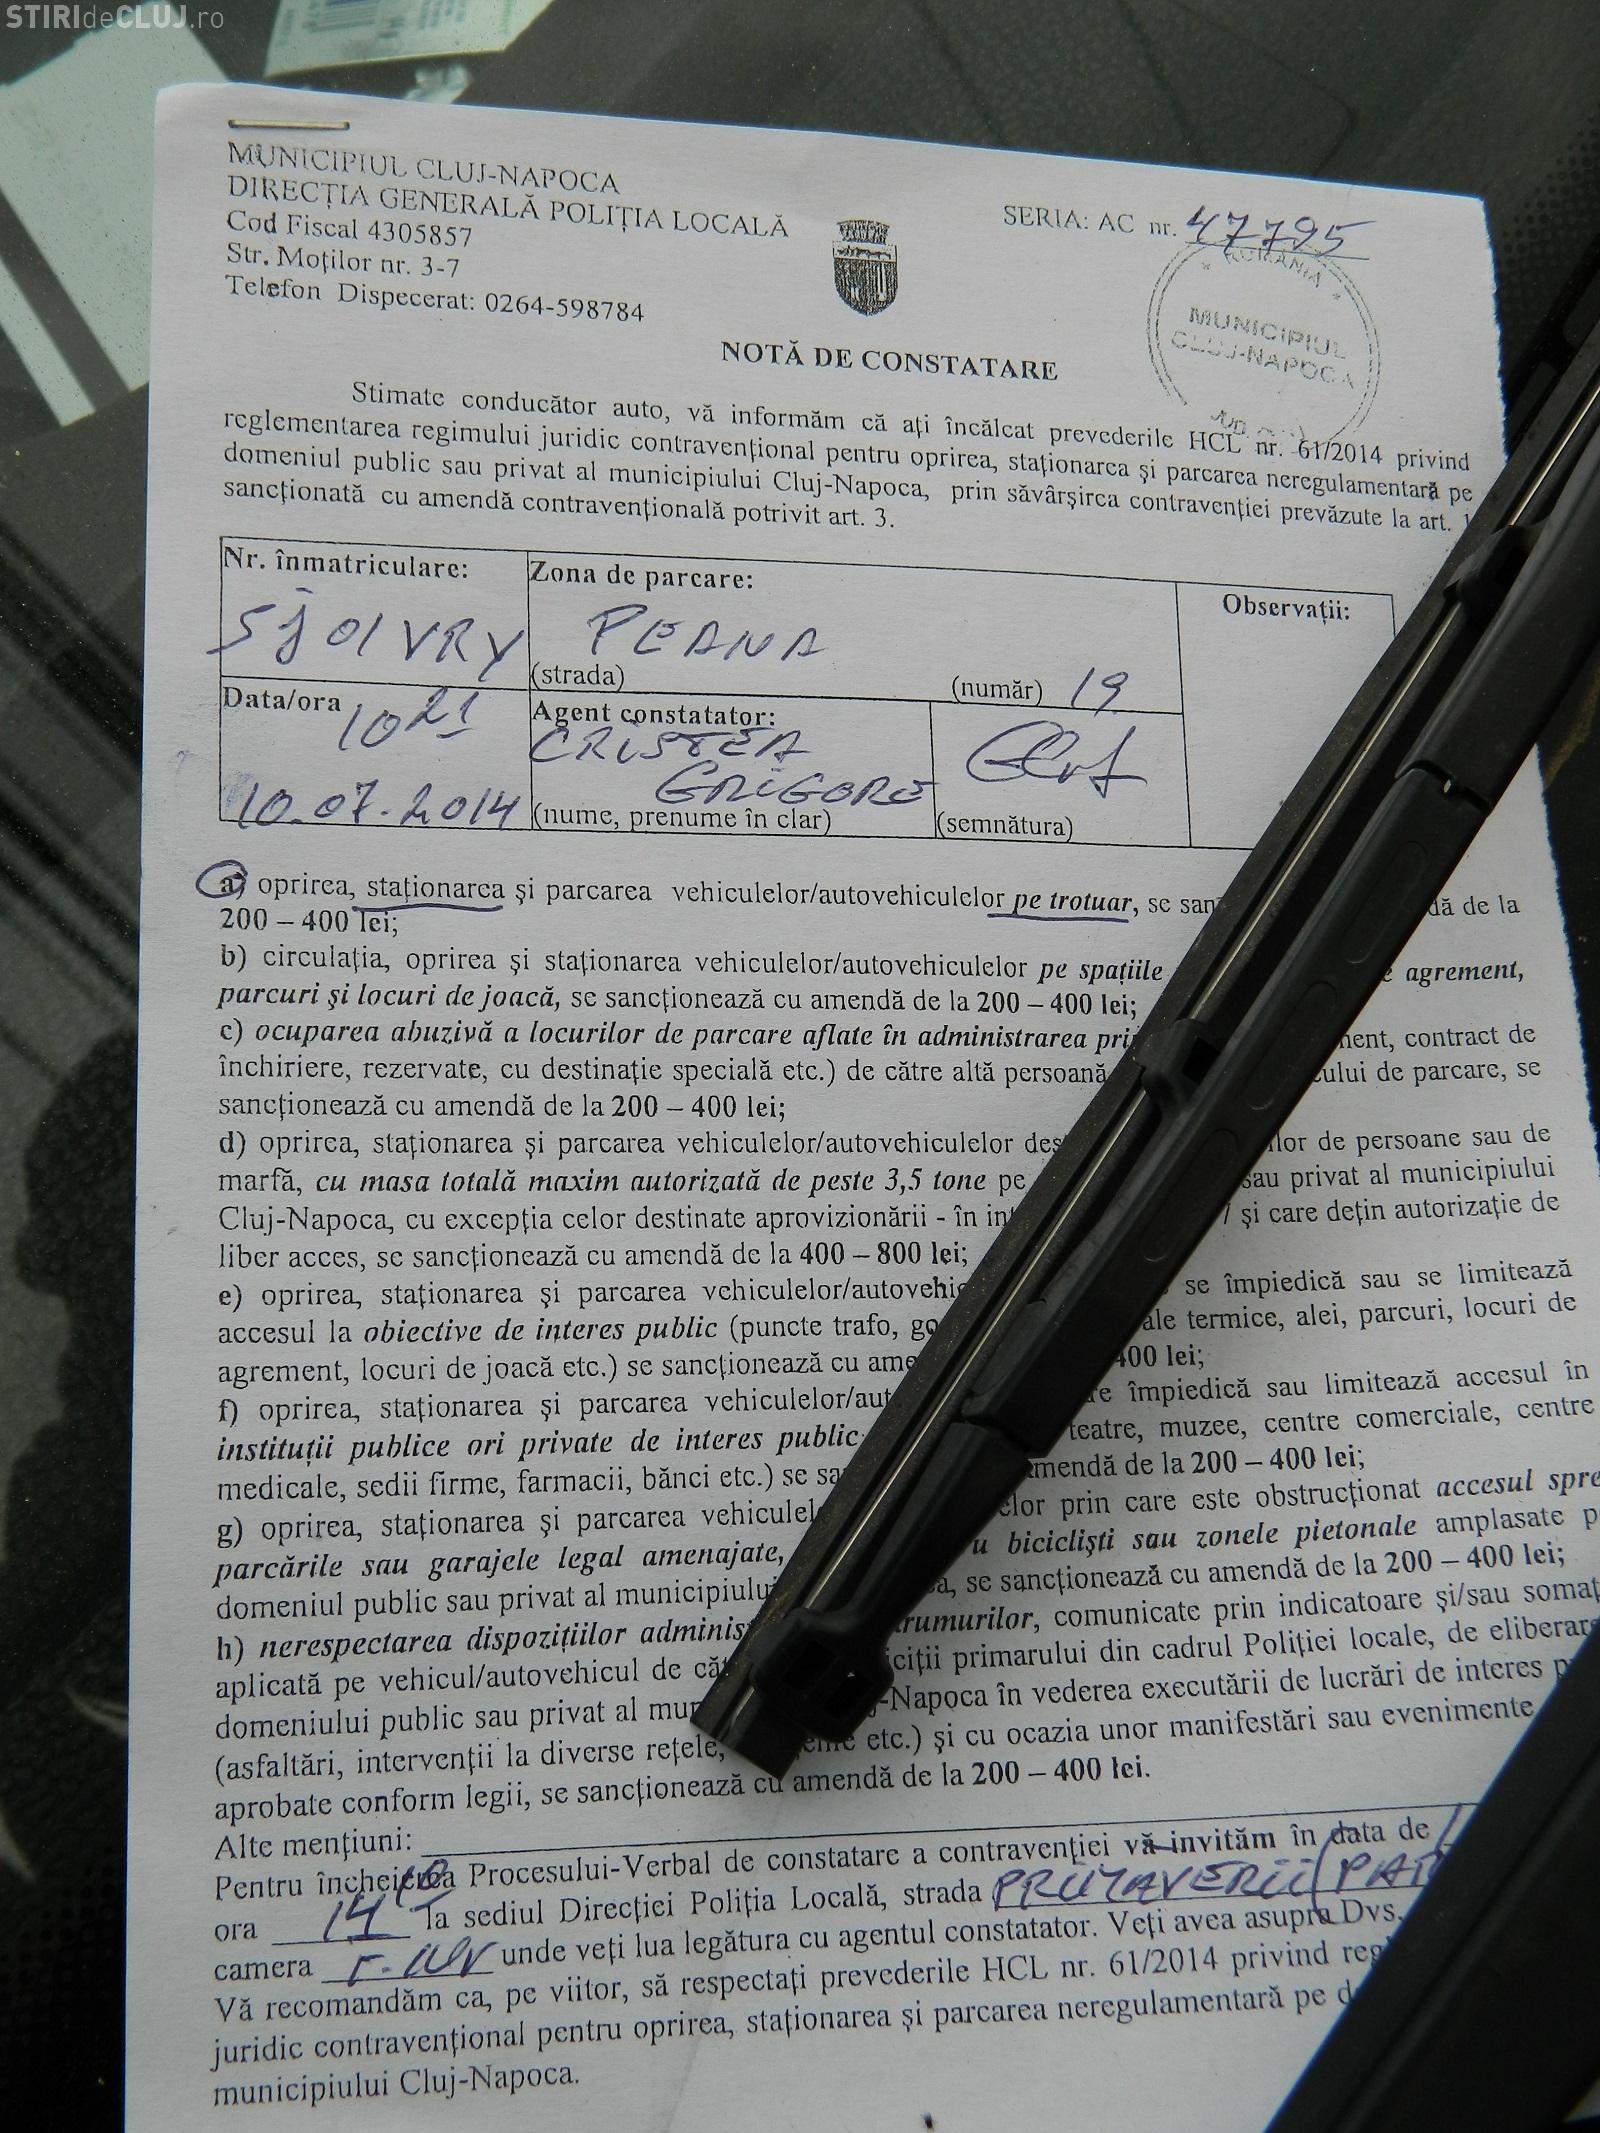 STIRIdeCLUJ.ro
MUNICIPIUL CLUJ-NAPOCA
DIRECȚIA GENERALĂ POLIȚIA LOCALĂ
Cod Fiscal 4305857
Str. Moților nr. 3-7
Telefon Dispecerat: 0264-598784
SERIA: AC nr. 47795
ROMÂNIA
MUNICIPIUL
CLUJ-NAPOCA
JUD.
NOTĂ DE CONSTATARE
Stimate conducător auto, vă informăm că ați încălcat prevederile HCL nr. 61/2014 privind
reglementarea regimului juridic contravențional pentru oprirea, staționarea și parcarea neregulamentară pe
domeniul public sau privat al municipiului Cluj-Napoca, prin săvârșirea contravenției prevăzute la art. 1
sancționată cu amendă contravențională potrivit art. 3.
Nr. înmatriculare:
Zona de parcare:
Observații:
SJ 01 VRY
PEANA
(strada)
(număr) 19
Data/ora 10 21
Agent constatator:
CRISTEA
GRIGORE
10.07.2014
(nume, prenume în clar)
(semnătura)
a) oprirea, staționarea și parcarea vehiculelor/autovehiculelor pe trotuar, se dă de la
200 – 400 lei;
b) circulația, oprirea și staționarea vehiculelor/autovehiculelor pe spațiile agrement,
parcuri și locuri de joacă, se sancționează cu amendă de la 200 – 400 lei;
c) ocuparea abuzivă a locurilor de parcare aflate în administrarea contract de
închiriere, rezervate, cu destinație specială etc.) de către altă persoană de parcare, se
sancționează cu amendă de la 200 – 400 lei;
d) oprirea, staționarea și parcarea vehiculelor/autovehiculelor de persoane sau de
marfă, cu masa totală maxim autorizată de peste 3,5 tone pe sau privat al municipiului
Cluj-Napoca, cu excepția celor destinate aprovizionării - în și care dețin autorizație de
liber acces, se sancționează cu amendă de la 400 – 800 lei;
e) oprirea, staționarea și parcarea se împiedică sau se limitează
accesul la obiective de interes public (puncte trafo, termice, alei, parcuri, locuri de
agrement, locuri de joacă etc.) se sancționează cu 400 lei;
f) oprirea, staționarea și parcarea împiedică sau limitează accesul în
instituții publice ori private de interes public teatre, muzee, centre comerciale, centre
medicale, sedii firme, farmacii, bănci etc.) se amendă de la 200 – 400 lei;
g) oprirea, staționarea și parcarea prin care este obstrucționat accesul spre
parcările sau garajele legal amenajate, bicicliști sau zonele pietonale amplasate
domeniul public sau privat al municipiului se sancționează cu amendă de la 200 – 400 lei;
h) nerespectarea dispozițiilor comunicate prin indicatoare și/sau
aplicată pe vehicul/autovehicul de primarului din cadrul Poliției locale, de
domeniului public sau privat al -Napoca în vederea executării de lucrări de interes
(asfaltări, intervenții la diverse rețele, etc.) și cu ocazia unor manifestări sau evenimente
aprobate conform legii, se sancționează cu amendă de la 200 – 400 lei.
Alte mențiuni:
Pentru încheierea Procesului-Verbal de constatare a contravenției vă invităm în data de
ora 14 la sediul Direcției Poliția Locală, strada PRIMAVERII
camera unde veți lua legătura cu agentul constatator. Veți avea asupra Dvs.
Vă recomandăm ca, pe viitor, să respectați prevederile HCL nr. 61/2014 privind
juridic contravențional pentru oprirea, staționarea și parcarea neregulamentară pe
municipiului Cluj-Napoca.